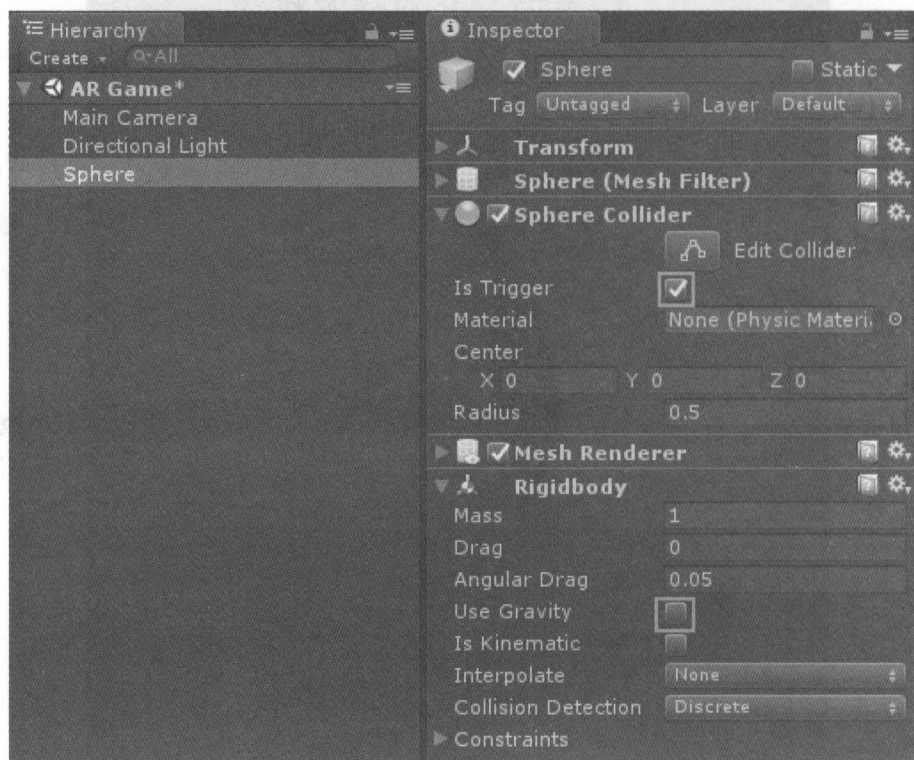 Hierarchy
Create
All
AR Game*
Main Camera
Directional Light
Sphere
Inspector
Sphere
Static
Tag Untagged Layer Default
Transform
Sphere (Mesh Filter)
Sphere Collider
Edit Collider
Is Trigger
Material None (Physic Materi
Center
X 0 Y 0 Z 0
Radius 0.5
Mesh Renderer
Rigidbody
Mass 1
Drag 0
Angular Drag 0.05
Use Gravity
Is Kinematic
Interpolate None
Collision Detection Discrete
Constraints